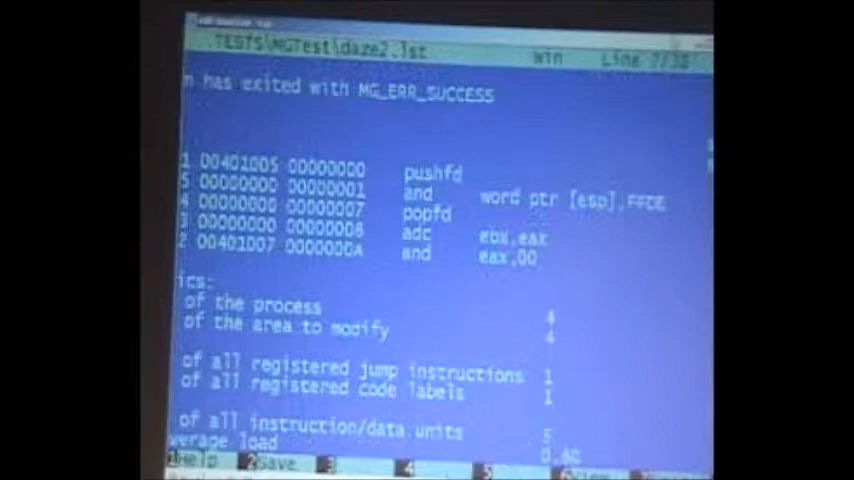 ..TESTS\MGTest\daze2.lst win Line 7/38
m has exited with MG_ERR_SUCCESS
1 00401005 00000000 pushfd
5 00000000 00000001 and word ptr [esp],FFDE
4 00000000 00000007 popfd
3 00000000 00000008 adc ebx,eax
2 00401007 0000000A and eax,00
ics:
of the process 4
of the area to modify 4
of all registered jump instructions 1
of all registered code labels 1
of all instruction/data units 5
verage load 0.60
1Help 2Save 3 4 5